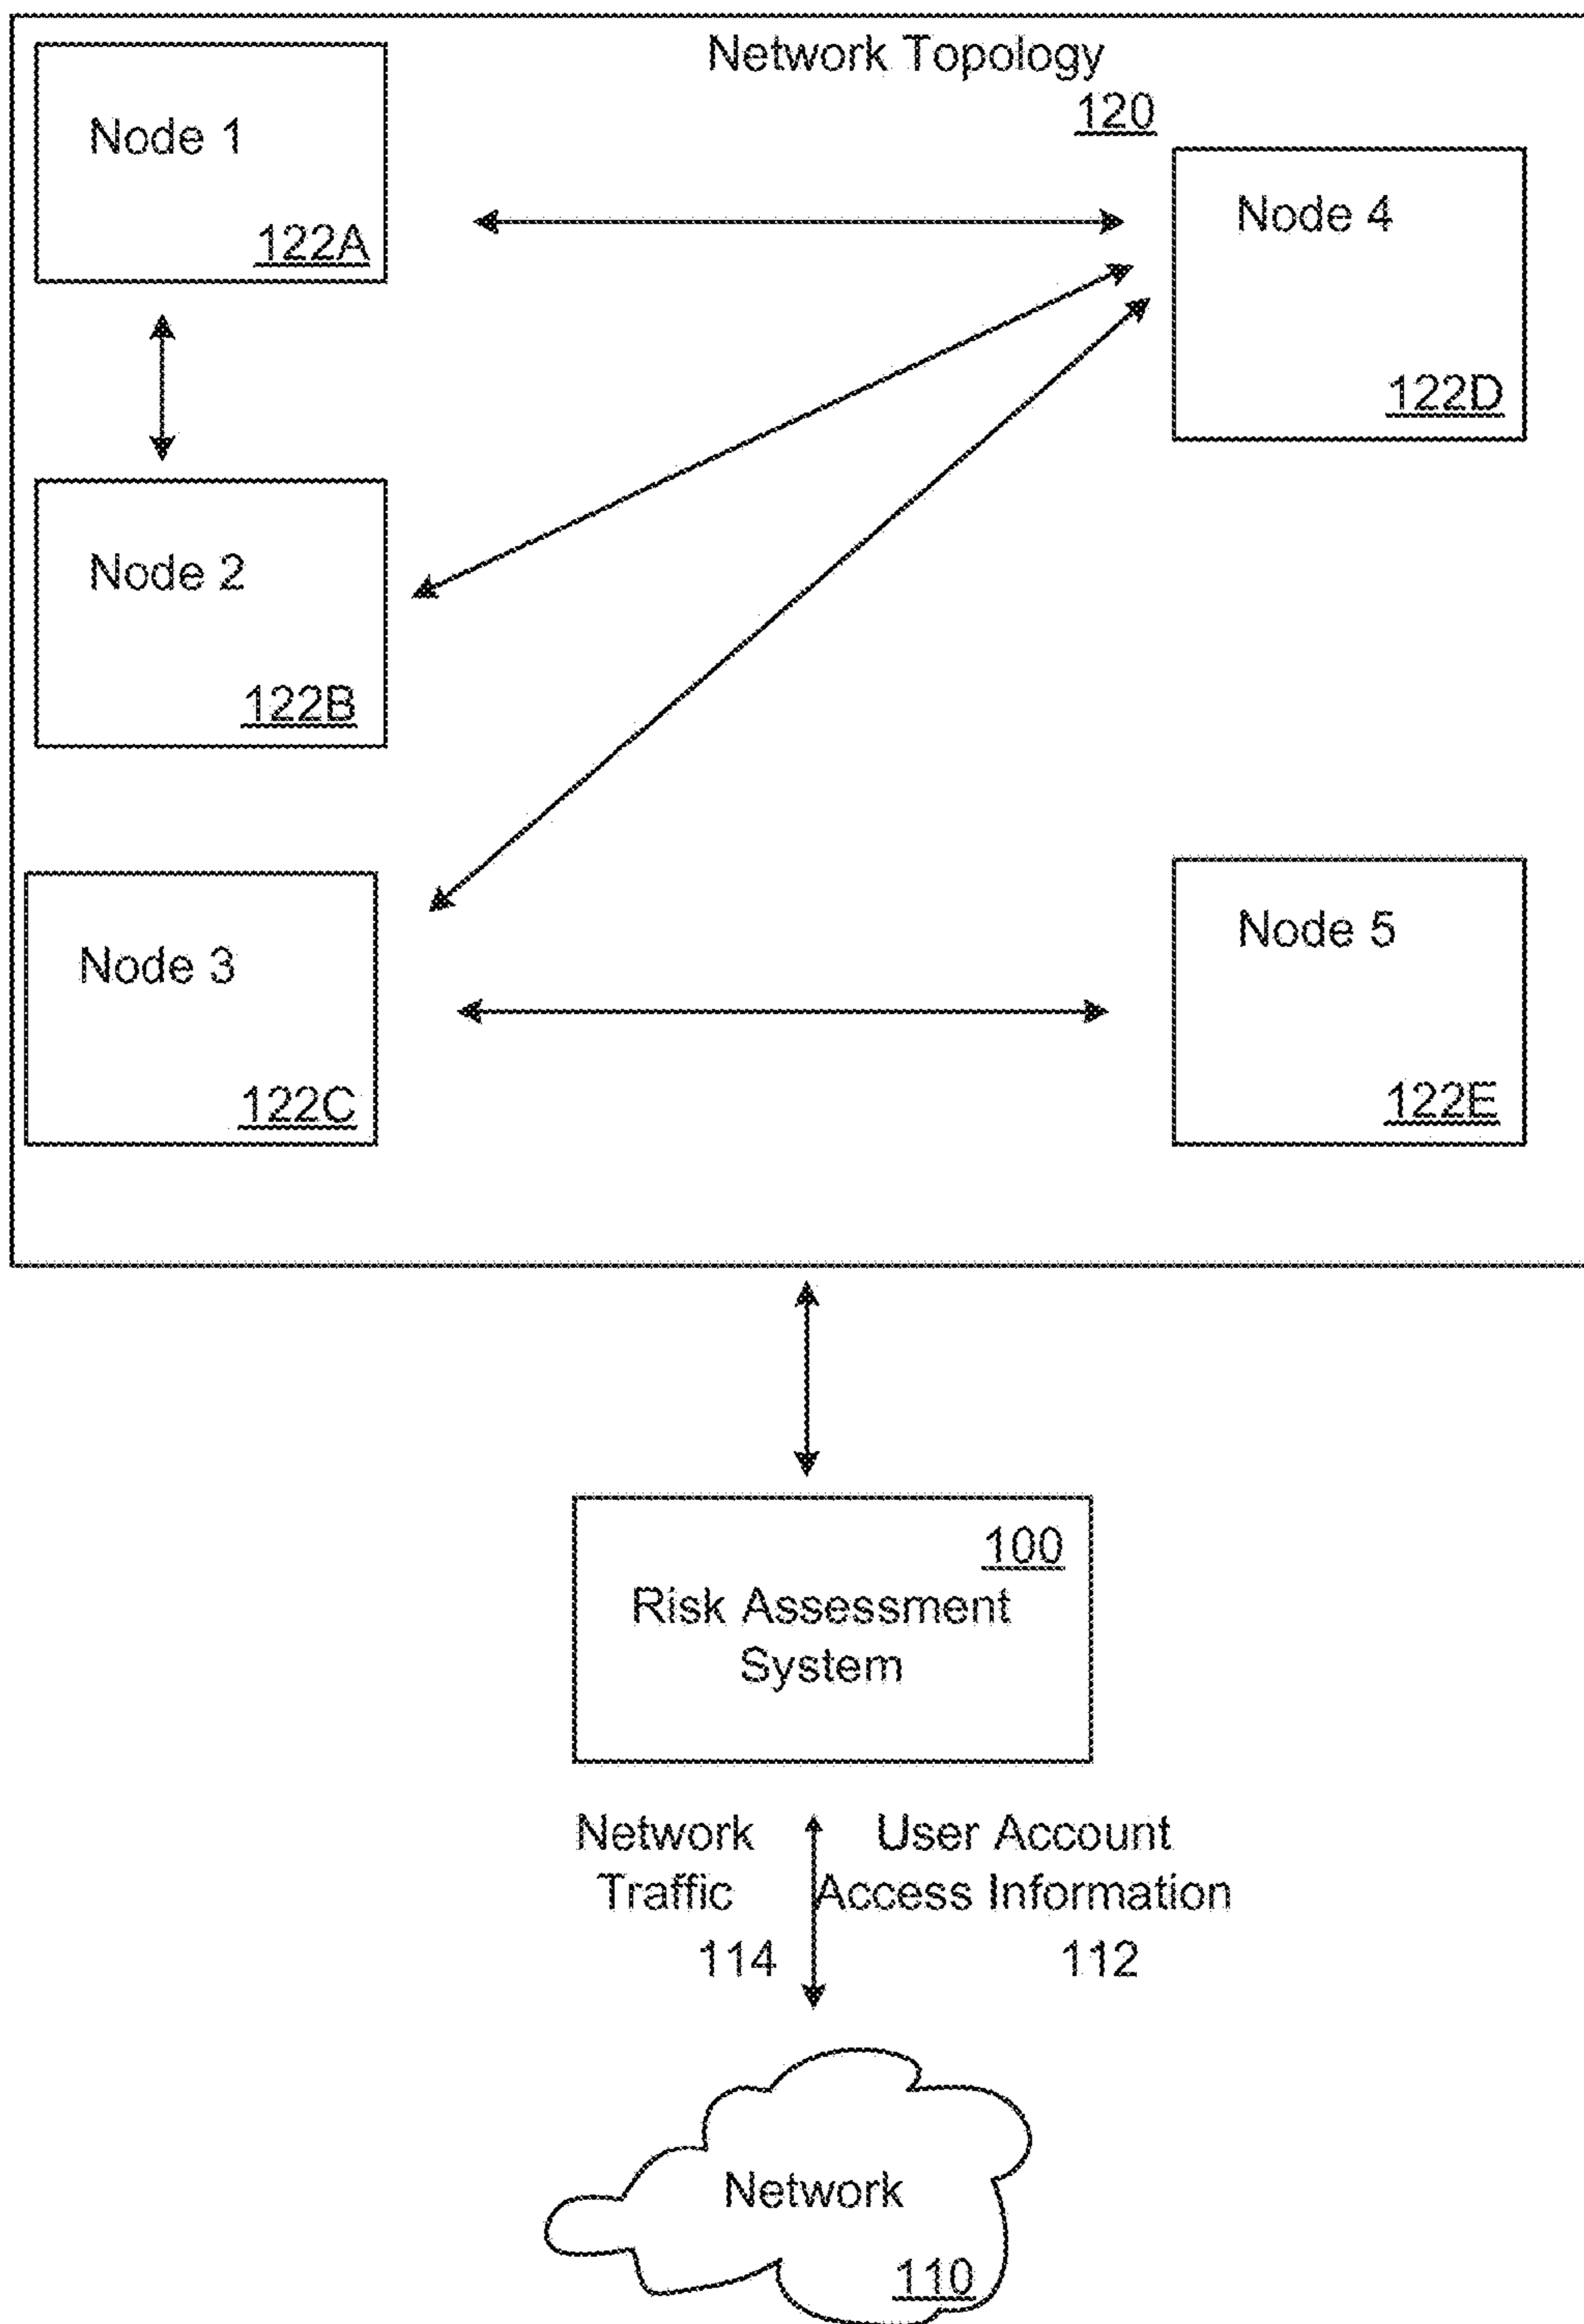 Network Topology
120
Node 1
122A
Node 4
122D
Node 2
122B
Node 3
122C
Node 5
122E
100
Risk Assessment
System
Network
Traffic
114
User Account
Access Information
112
Network
110